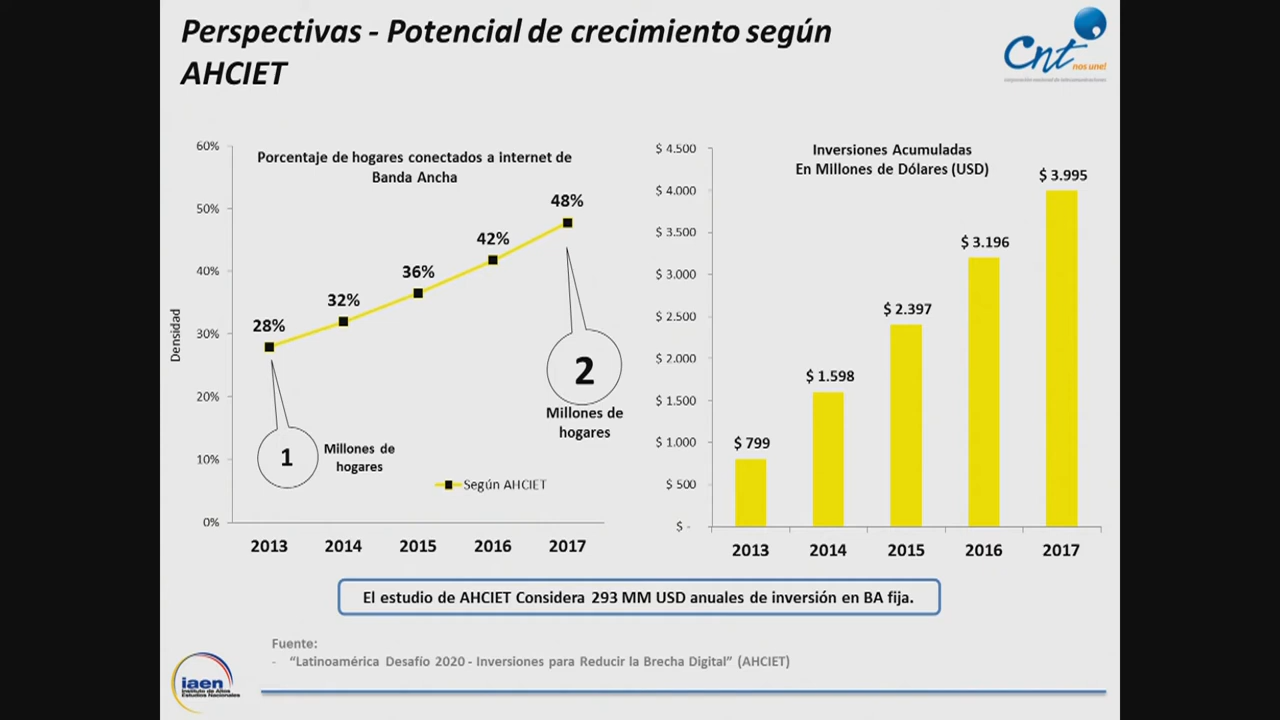 Perspectivas - Potencial de crecimiento según
AHCIET
Cnt
nos une!
corporación nacional de telecomunicaciones
Porcentaje de hogares conectados a internet de
Banda Ancha
60%
50%
40%
30%
20%
10%
0%
Densidad
28%
32%
36%
42%
48%
1
Millones de
hogares
2
Millones de
hogares
Según AHCIET
2013
2014
2015
2016
2017
Inversiones Acumuladas
En Millones de Dólares (USD)
$ 4.500
$ 4.000
$ 3.500
$ 3.000
$ 2.500
$ 2.000
$ 1.500
$ 1.000
$ 500
$ -
$ 799
$ 1.598
$ 2.397
$ 3.196
$ 3.995
2013
2014
2015
2016
2017
El estudio de AHCIET Considera 293 MM USD anuales de inversión en BA fija.
Fuente:
- “Latinoamérica Desafío 2020 - Inversiones para Reducir la Brecha Digital” (AHCIET)
iaen
Instituto de Altos
Estudios Nacionales